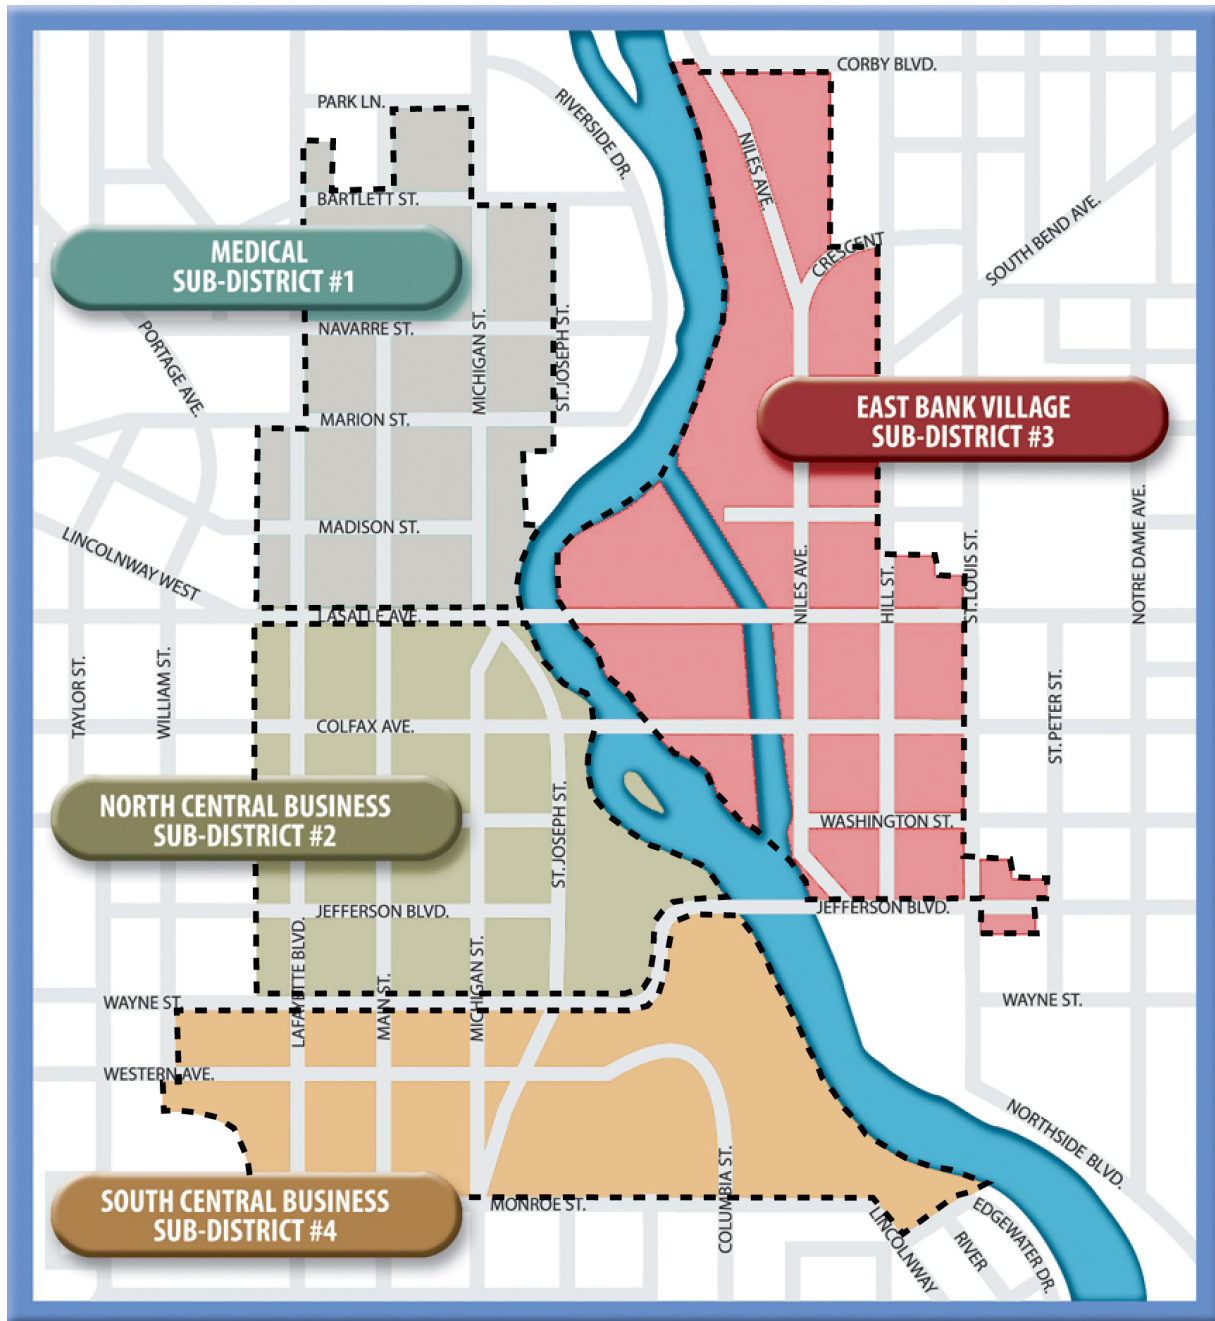 CORBY BLVD.
PARK LN.
RIVERSIDE DR.
NILES AVE.
BARTLETT ST.
SOUTH BEND AVE.
CRESCENT
MEDICAL
SUB-DISTRICT #1
NAVARRE ST.
MICHIGAN ST.
ST. JOSEPH ST.
PORTAGE AVE.
MARION ST.
EAST BANK VILLAGE
SUB-DISTRICT #3
MADISON ST.
LINCOLNWAY WEST
NILES AVE.
HILL ST.
ST. LOUIS ST.
NOTRE DAME AVE.
LASALLE AVE.
TAYLOR ST.
WILLIAM ST.
ST. PETER ST.
COLFAX AVE.
NORTH CENTRAL BUSINESS
SUB-DISTRICT #2
ST. JOSEPH ST.
WASHINGTON ST.
JEFFERSON BLVD.
JEFFERSON BLVD.
LAFAYETTE BLVD.
MAIN ST.
MICHIGAN ST.
WAYNE ST.
WAYNE ST.
WESTERN AVE.
NORTHSIDE BLVD.
COLUMBIA ST.
SOUTH CENTRAL BUSINESS
SUB-DISTRICT #4
MONROE ST.
LINCOLNWAY
RIVER
EDGEWATER DR.